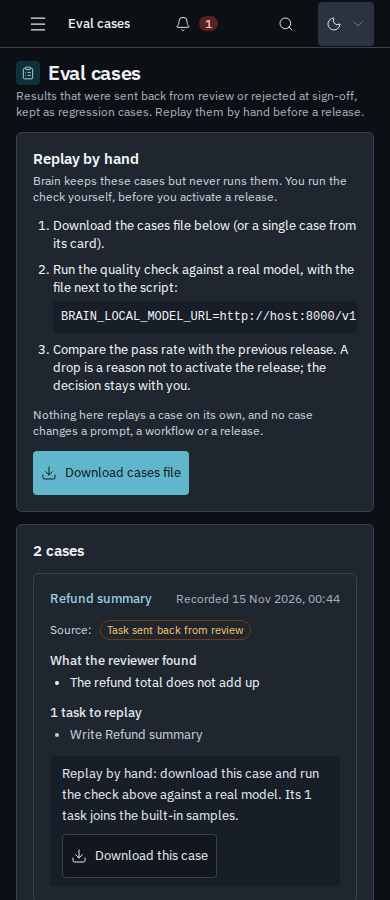 Eval cases
1
Eval cases
Results that were sent back from review or rejected at sign-off,
kept as regression cases. Replay them by hand before a release.
Replay by hand
Brain keeps these cases but never runs them. You run the
check yourself, before you activate a release.
1. Download the cases file below (or a single case from
its card).
2. Run the quality check against a real model, with the
file next to the script:
BRAIN_LOCAL_MODEL_URL=http://host:8000/v1
3. Compare the pass rate with the previous release. A
drop is a reason not to activate the release; the
decision stays with you.
Nothing here replays a case on its own, and no case
changes a prompt, a workflow or a release.
Download cases file
2 cases
Refund summary Recorded 15 Nov 2026, 00:44
Source: Task sent back from review
What the reviewer found
• The refund total does not add up
1 task to replay
• Write Refund summary
Replay by hand: download this case and run
the check above against a real model. Its 1
task joins the built-in samples.
Download this case